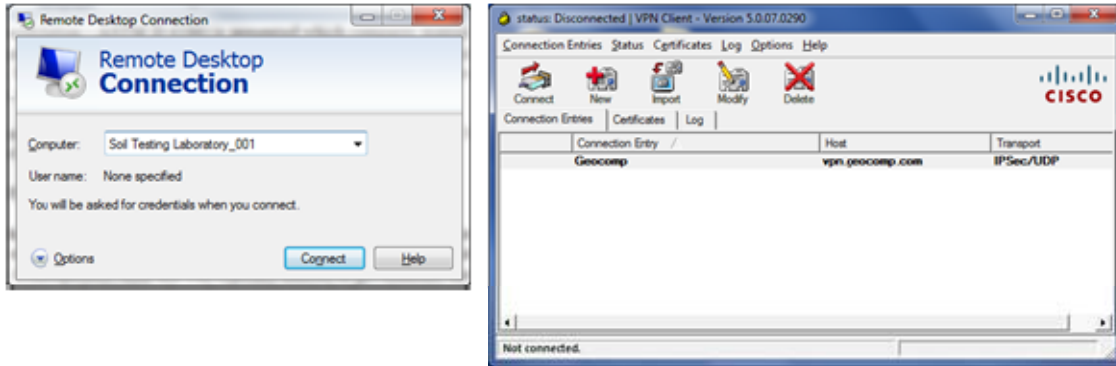 Remote Desktop Connection
Remote Desktop
Connection
Computer: Soil Testing Laboratory_001
User name: None specified
You will be asked for credentials when you connect.
Options Connect Help
status: Disconnected | VPN Client - Version 5.0.07.0290
Connection Entries Status Certificates Log Options Help
Connect New Import Modify Delete
CISCO
Connection Entries Certificates Log
Connection Entry / Host Transport
Geocomp vpn.geocomp.com IPSec/UDP
Not connected.